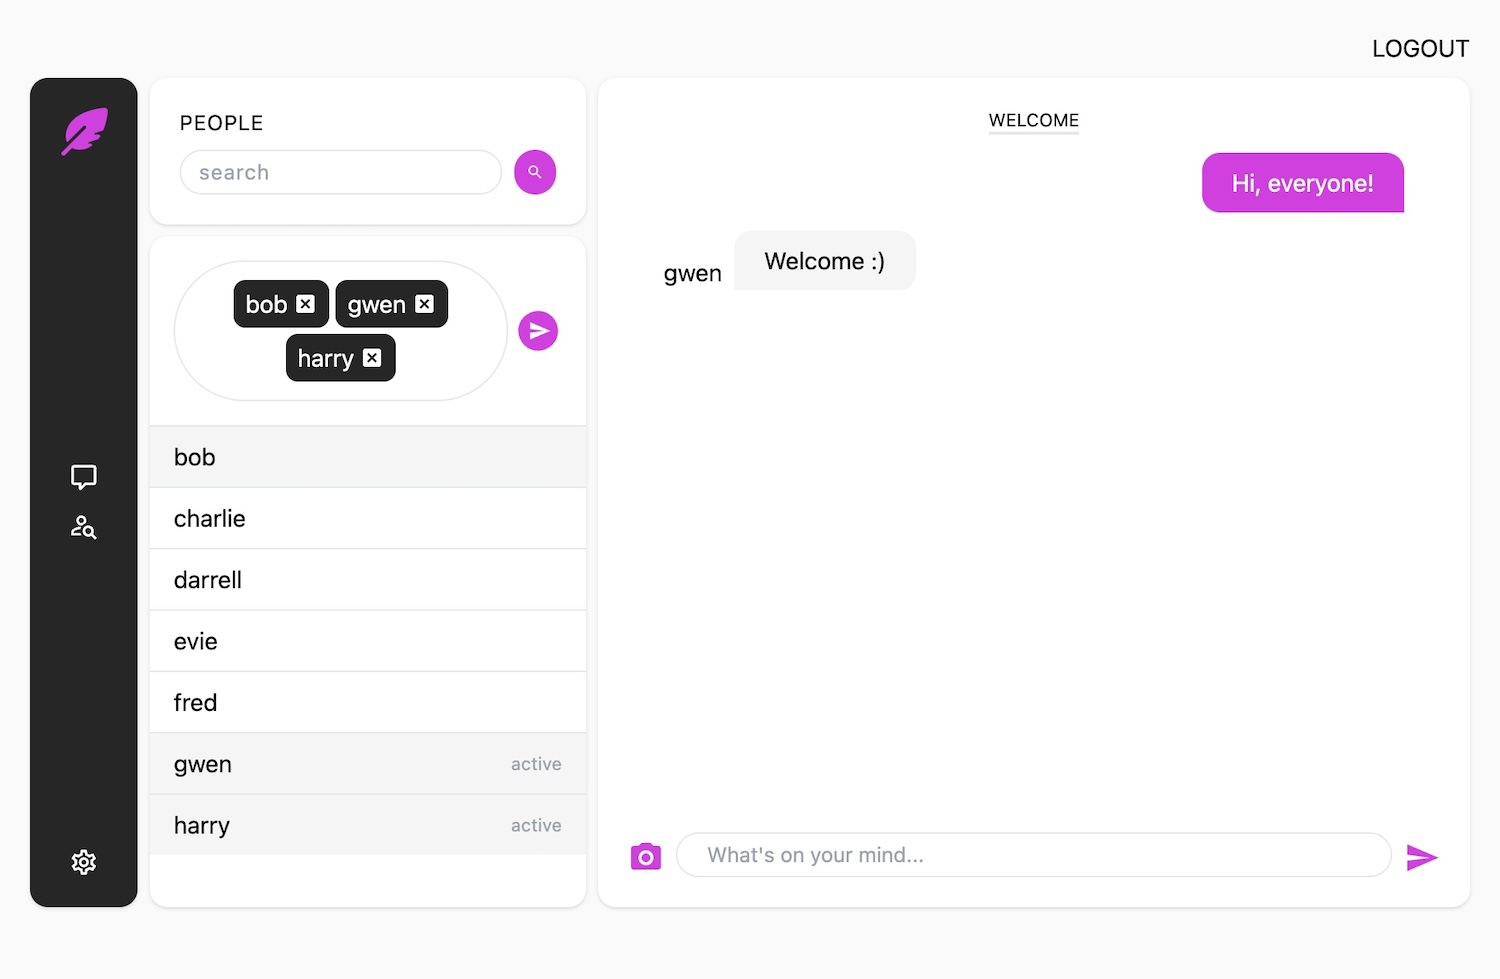 LOGOUT
PEOPLE
search
bob
gwen
harry
bob
charlie
darrell
evie
fred
gwen active
harry active
WELCOME
Hi, everyone!
gwen
Welcome :)
What's on your mind...